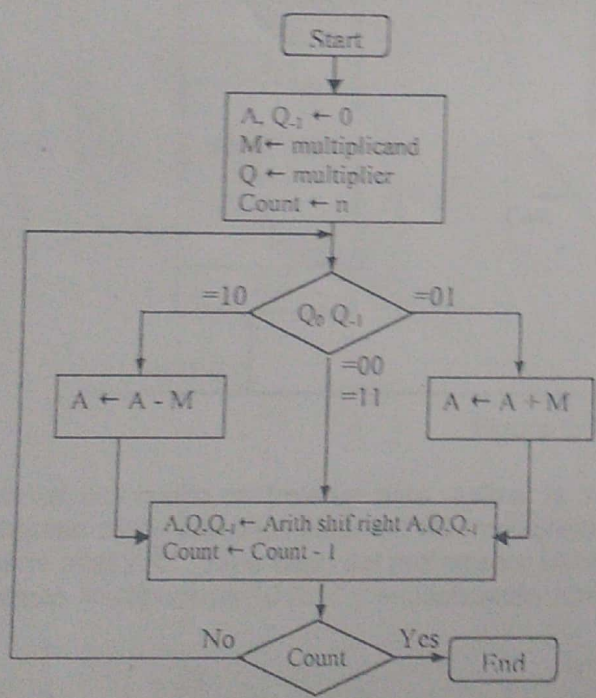 Start
A, Q₋₁ ← 0
M← multiplicand
Q ← multiplier
Count ← n
=10
Q₀ Q₋₁
=01
=00
=11
A ← A - M
A ← A + M
A,Q,Q₋₁← Arith shif right A,Q,Q₋₁
Count ← Count - 1
No
Count
Yes
End